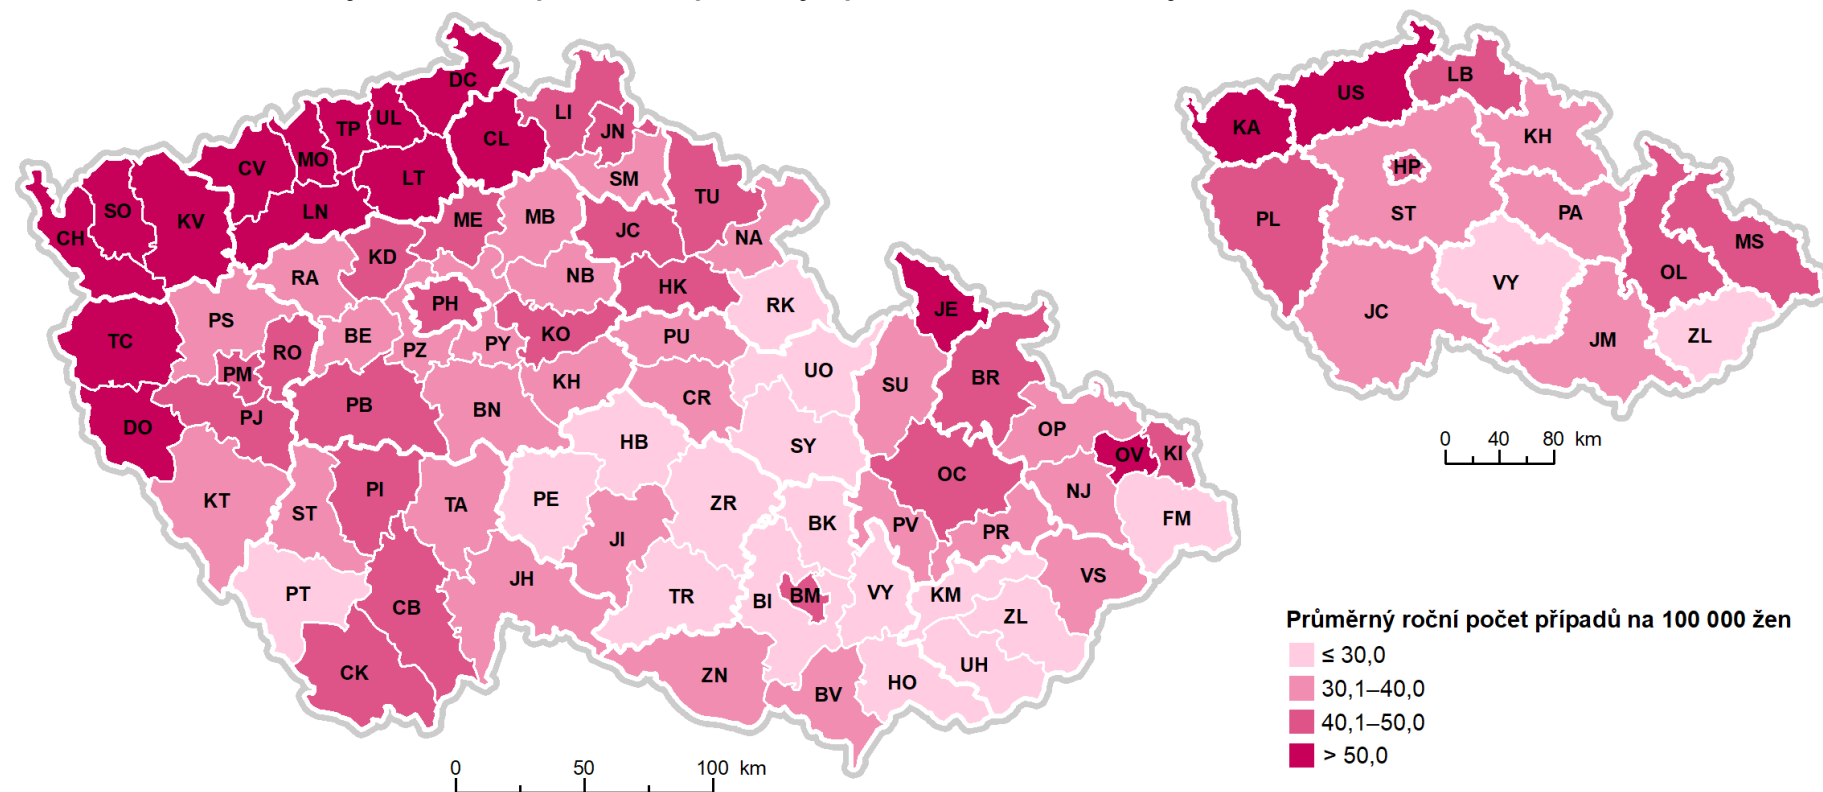 DC
LI
JN
CL
UL
TP
MO
CV
LT
SM
TU
SO
KV
LN
CH
ME
MB
JC
NA
KD
RA
NB
HK
PH
RK
JE
PS
TC
RO
BE
PZ
PY
KO
PU
PM
KH
UO
SU
BR
PB
BN
CR
PJ
DO
HB
SY
OP
OV
KI
OC
KT
ST
PI
TA
PE
ZR
BK
PV
PR
NJ
FM
JI
PT
CB
JH
TR
BI
BM
VY
KM
VS
ZL
CK
ZN
BV
HO
UH
0 50 100 km
US
LB
KA
KH
HP
PL
ST
PA
MS
OL
VY
JC
JM
ZL
0 40 80 km
Průměrný roční počet případů na 100 000 žen
≤ 30,0
30,1–40,0
40,1–50,0
> 50,0